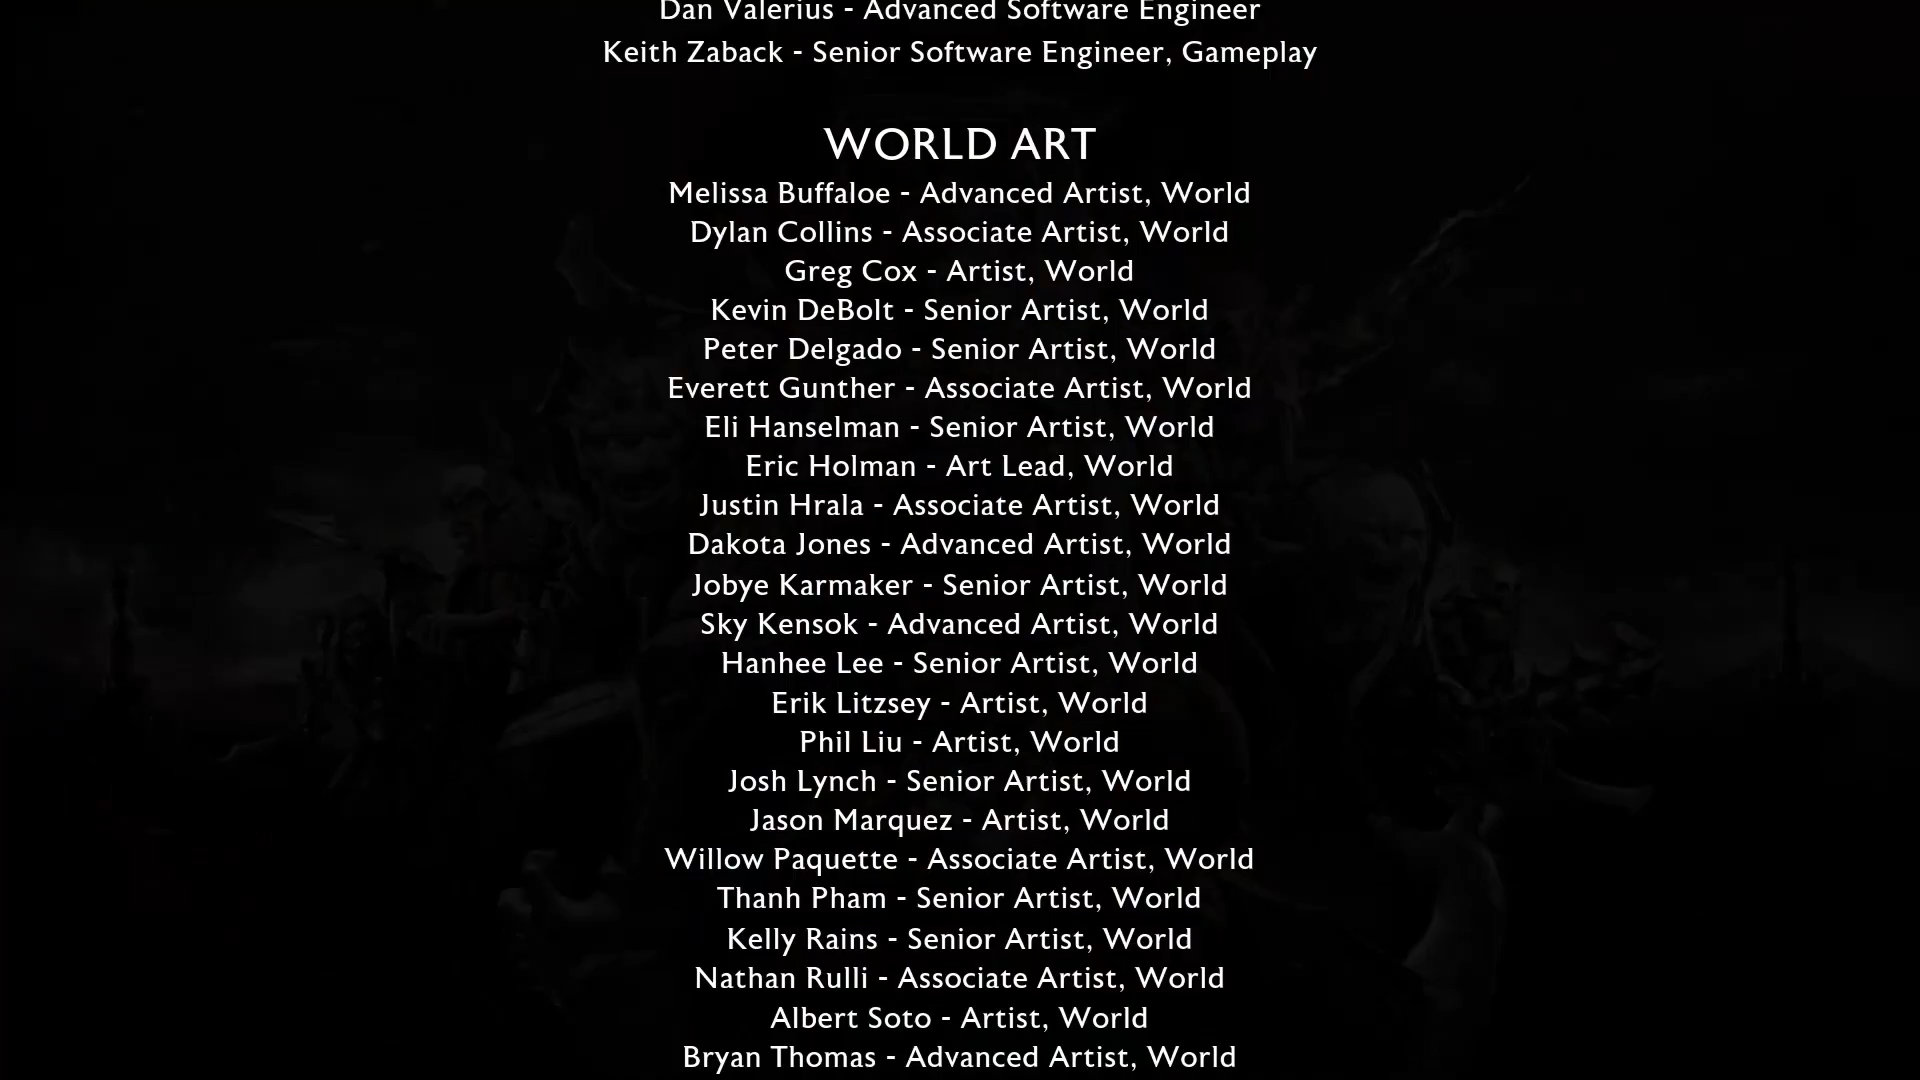 Dan Valerius - Advanced Software Engineer
Keith Zaback - Senior Software Engineer, Gameplay
WORLD ART
Melissa Buffaloe - Advanced Artist, World
Dylan Collins - Associate Artist, World
Greg Cox - Artist, World
Kevin DeBolt - Senior Artist, World
Peter Delgado - Senior Artist, World
Everett Gunther - Associate Artist, World
Eli Hanselman - Senior Artist, World
Eric Holman - Art Lead, World
Justin Hrala - Associate Artist, World
Dakota Jones - Advanced Artist, World
Jobye Karmaker - Senior Artist, World
Sky Kensok - Advanced Artist, World
Hanhee Lee - Senior Artist, World
Erik Litzsey - Artist, World
Phil Liu - Artist, World
Josh Lynch - Senior Artist, World
Jason Marquez - Artist, World
Willow Paquette - Associate Artist, World
Thanh Pham - Senior Artist, World
Kelly Rains - Senior Artist, World
Nathan Rulli - Associate Artist, World
Albert Soto - Artist, World
Bryan Thomas - Advanced Artist, World